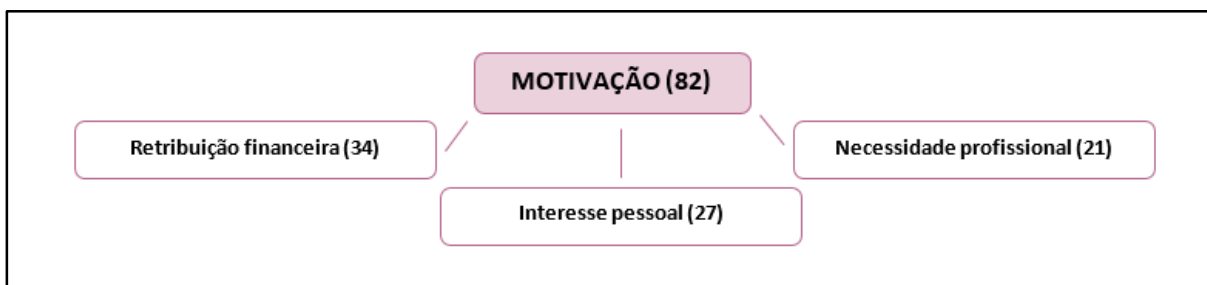 MOTIVAÇÃO (82)
Retribuição financeira (34)
Interesse pessoal (27)
Necessidade profissional (21)